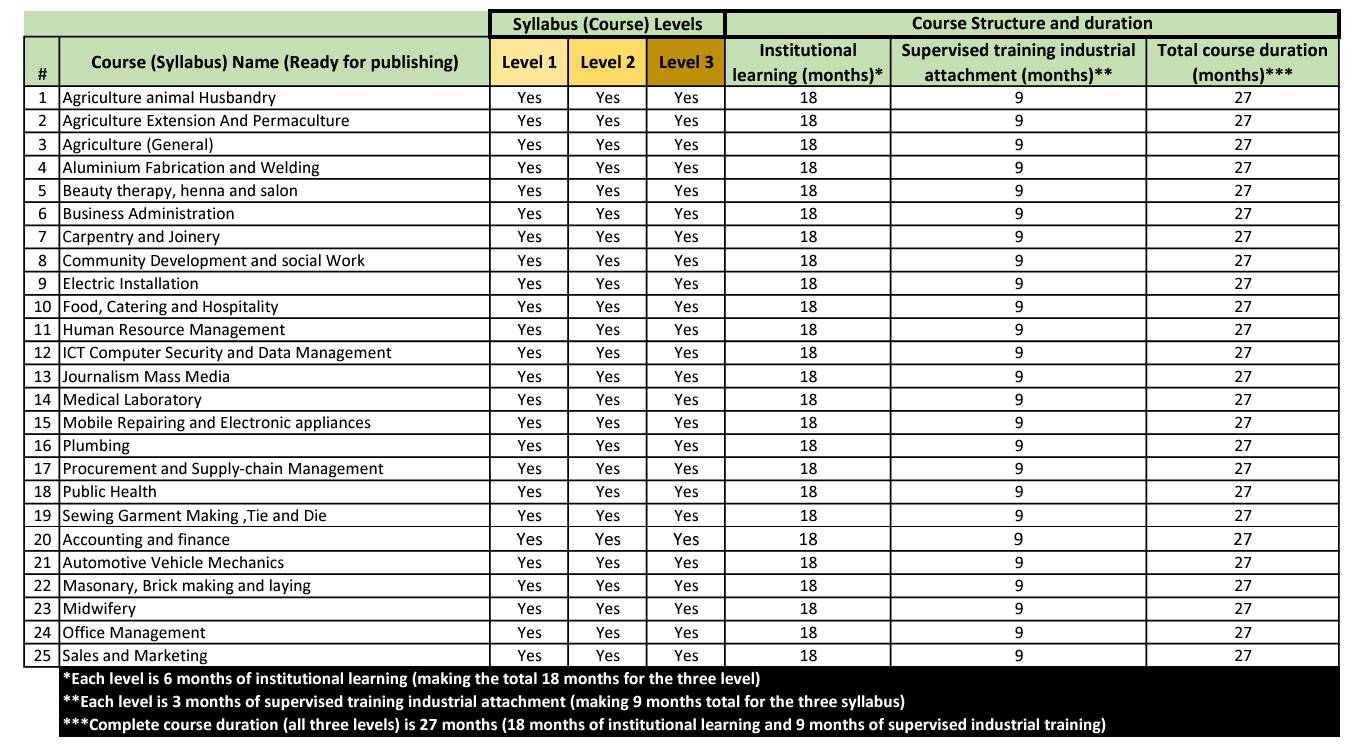 Syllabus (Course) Levels Course Structure and duration
# Course (Syllabus) Name (Ready for publishing) Level 1 Level 2 Level 3 Institutional learning (months)* Supervised training industrial attachment (months)** Total course duration (months)***
1 Agriculture animal Husbandry Yes Yes Yes 18 9 27
2 Agriculture Extension And Permaculture Yes Yes Yes 18 9 27
3 Agriculture (General) Yes Yes Yes 18 9 27
4 Aluminium Fabrication and Welding Yes Yes Yes 18 9 27
5 Beauty therapy, henna and salon Yes Yes Yes 18 9 27
6 Business Administration Yes Yes Yes 18 9 27
7 Carpentry and Joinery Yes Yes Yes 18 9 27
8 Community Development and social Work Yes Yes Yes 18 9 27
9 Electric Installation Yes Yes Yes 18 9 27
10 Food, Catering and Hospitality Yes Yes Yes 18 9 27
11 Human Resource Management Yes Yes Yes 18 9 27
12 ICT Computer Security and Data Management Yes Yes Yes 18 9 27
13 Journalism Mass Media Yes Yes Yes 18 9 27
14 Medical Laboratory Yes Yes Yes 18 9 27
15 Mobile Repairing and Electronic appliances Yes Yes Yes 18 9 27
16 Plumbing Yes Yes Yes 18 9 27
17 Procurement and Supply-chain Management Yes Yes Yes 18 9 27
18 Public Health Yes Yes Yes 18 9 27
19 Sewing Garment Making ,Tie and Die Yes Yes Yes 18 9 27
20 Accounting and finance Yes Yes Yes 18 9 27
21 Automotive Vehicle Mechanics Yes Yes Yes 18 9 27
22 Masonary, Brick making and laying Yes Yes Yes 18 9 27
23 Midwifery Yes Yes Yes 18 9 27
24 Office Management Yes Yes Yes 18 9 27
25 Sales and Marketing Yes Yes Yes 18 9 27
*Each level is 6 months of institutional learning (making the total 18 months for the three level)
**Each level is 3 months of supervised training industrial attachment (making 9 months total for the three syllabus)
***Complete course duration (all three levels) is 27 months (18 months of institutional learning and 9 months of supervised industrial training)